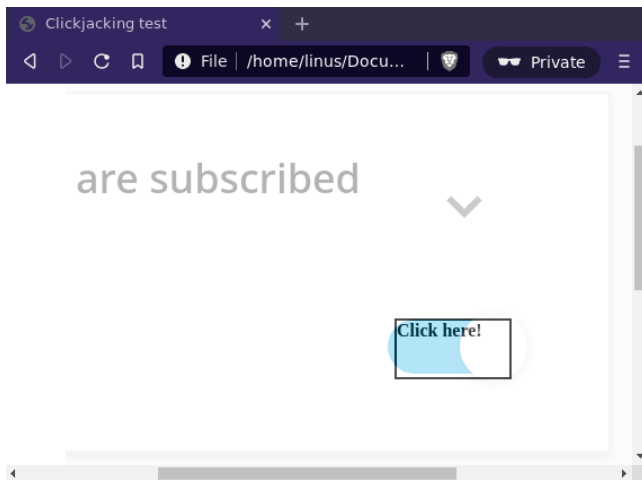 Clickjacking test
File /home/linus/Docu... Private
are subscribed
Click here!